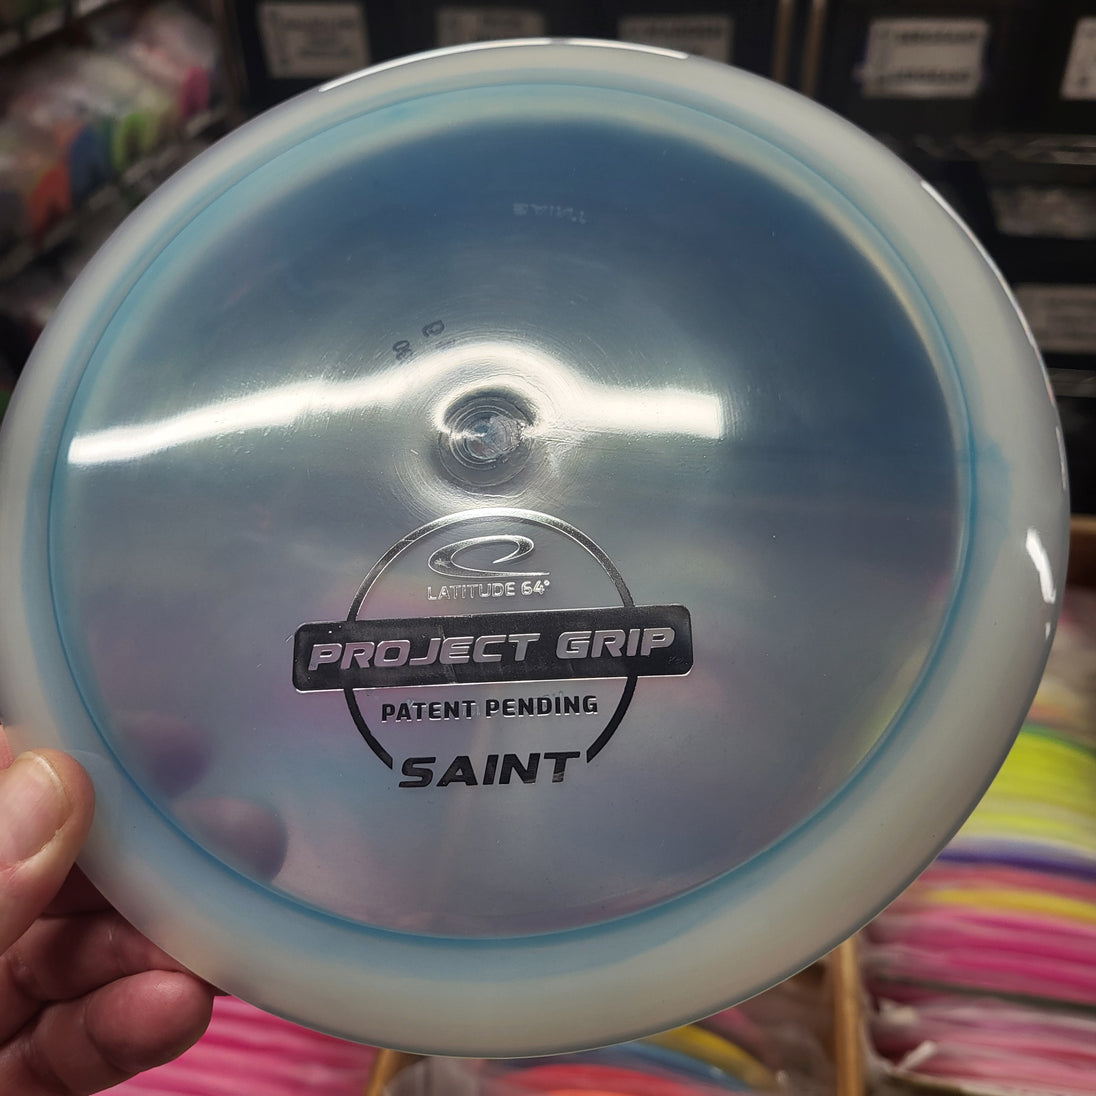 LATITUDE 64°
PROJECT GRIP
PATENT PENDING
SAINT